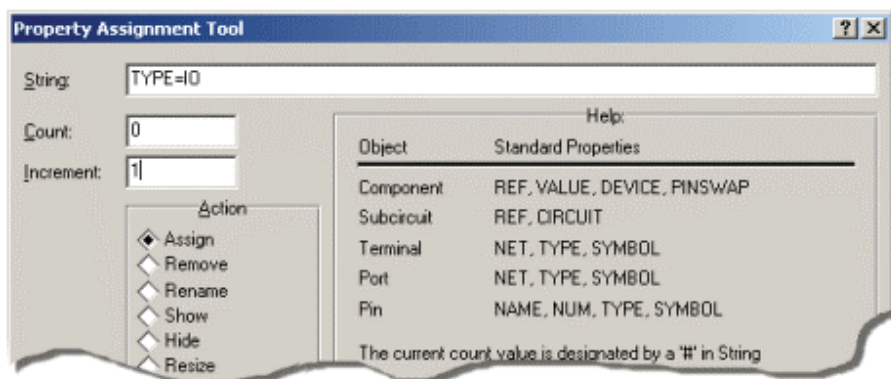 Property Assignment Tool
String: TYPE=IO
Count: 0
Increment: 1
Action
Assign
Remove
Rename
Show
Hide
Resize
Help:
Object Standard Properties
Component REF, VALUE, DEVICE, PINSWAP
Subcircuit REF, CIRCUIT
Terminal NET, TYPE, SYMBOL
Port NET, TYPE, SYMBOL
Pin NAME, NUM, TYPE, SYMBOL
The current count value is designated by a '#' in String